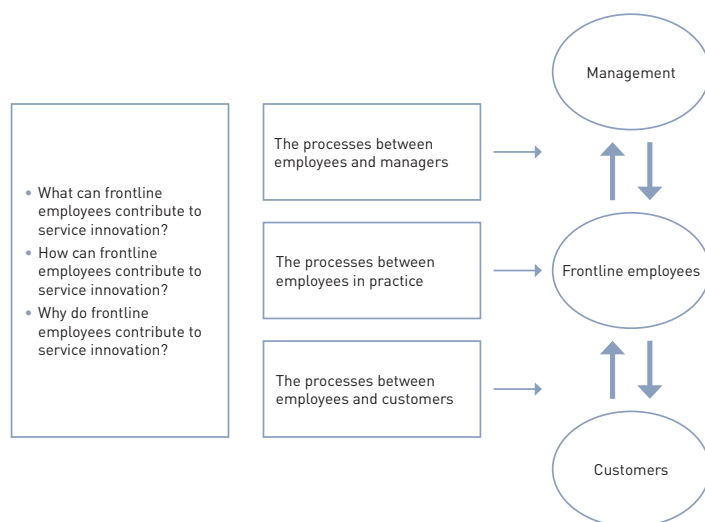 • What can frontline
employees contribute to
service innovation?
• How can frontline
employees contribute to
service innovation?
• Why do frontline
employees contribute to
service innovation?
The processes between
employees and managers
The processes between
employees in practice
The processes between
employees and customers
Management
Frontline employees
Customers